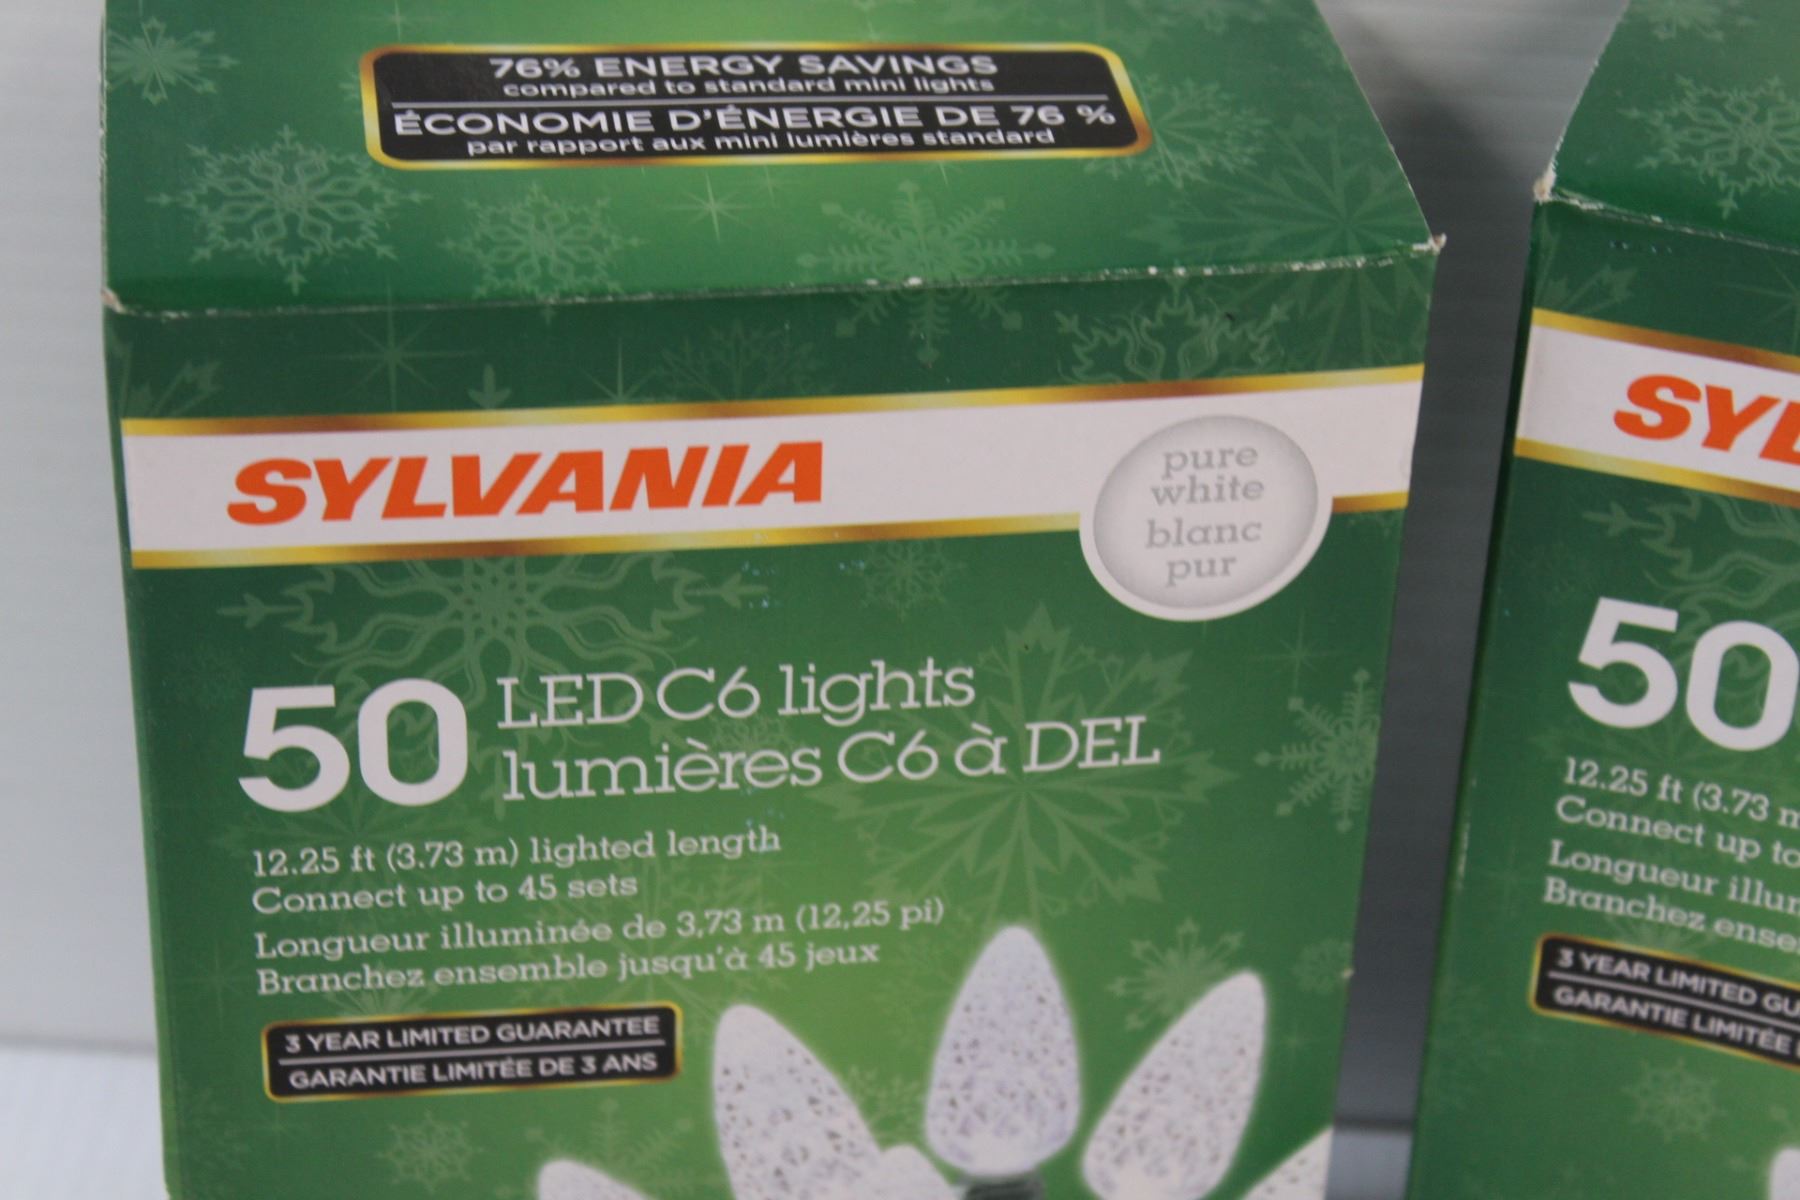 76% ENERGY SAVINGS
compared to standard mini lights
ÉCONOMIE D'ÉNERGIE DE 76 %
par rapport aux mini lumières standard
SYLVANIA
pure
white
blanc
pur
50
LED C6 lights
lumières C6 à DEL
12.25 ft (3.73 m) lighted length
Connect up to 45 sets
Longueur illuminée de 3,73 m (12,25 pi)
Branchez ensemble jusqu'à 45 jeux
3 YEAR LIMITED GUARANTEE
GARANTIE LIMITÉE DE 3 ANS
SYL
50
12.25 ft (3.73 m
Connect up to
Longueur illu
Branchez ense
3 YEAR LIMITED GU
GARANTIE LIMITÉE